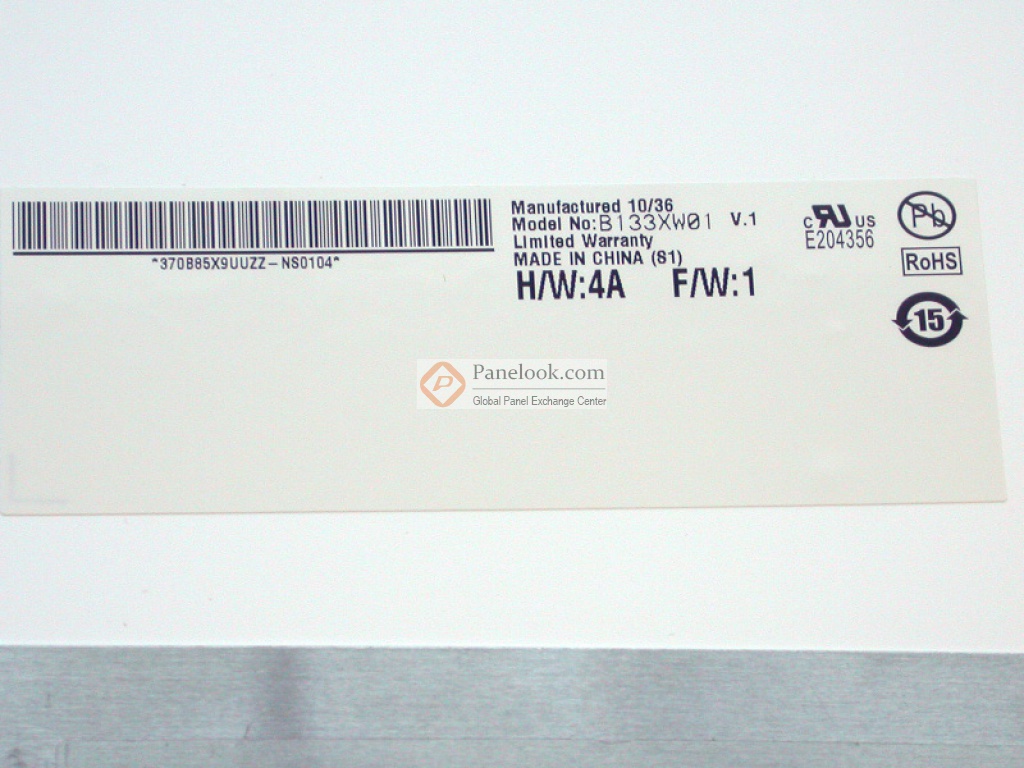 *370B85X9UUZZ-NS0104*
Manufactured 10/36
Model No:B133XW01 V.1
Limited Warranty
MADE IN CHINA (S1)
H/W:4A F/W:1
c RU US
E204356
Pb
RoHS
15
Panelook.com
Global Panel Exchange Center